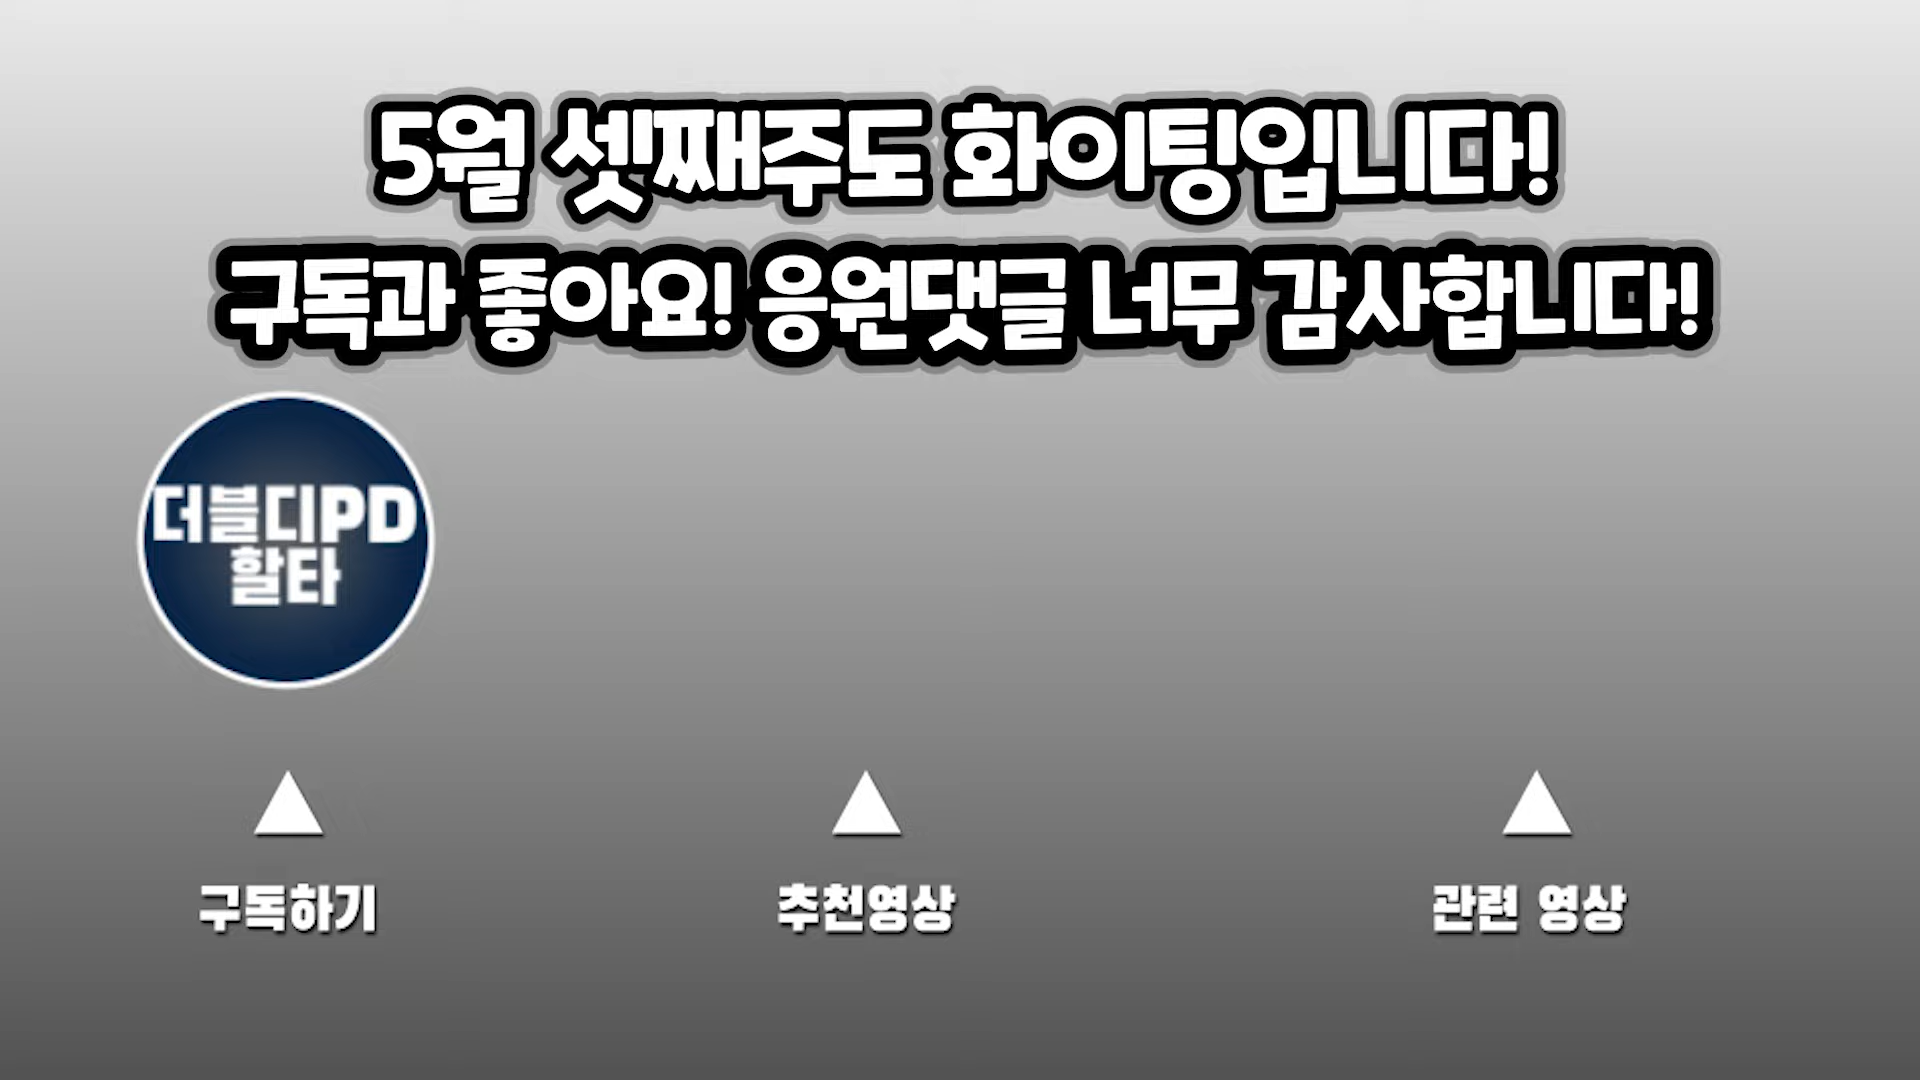 5월 셋째주도 화이팅입니다!
구독과 좋아요! 응원댓글 너무 감사합니다!
더블디PD
할타
구독하기
추천영상
관련 영상